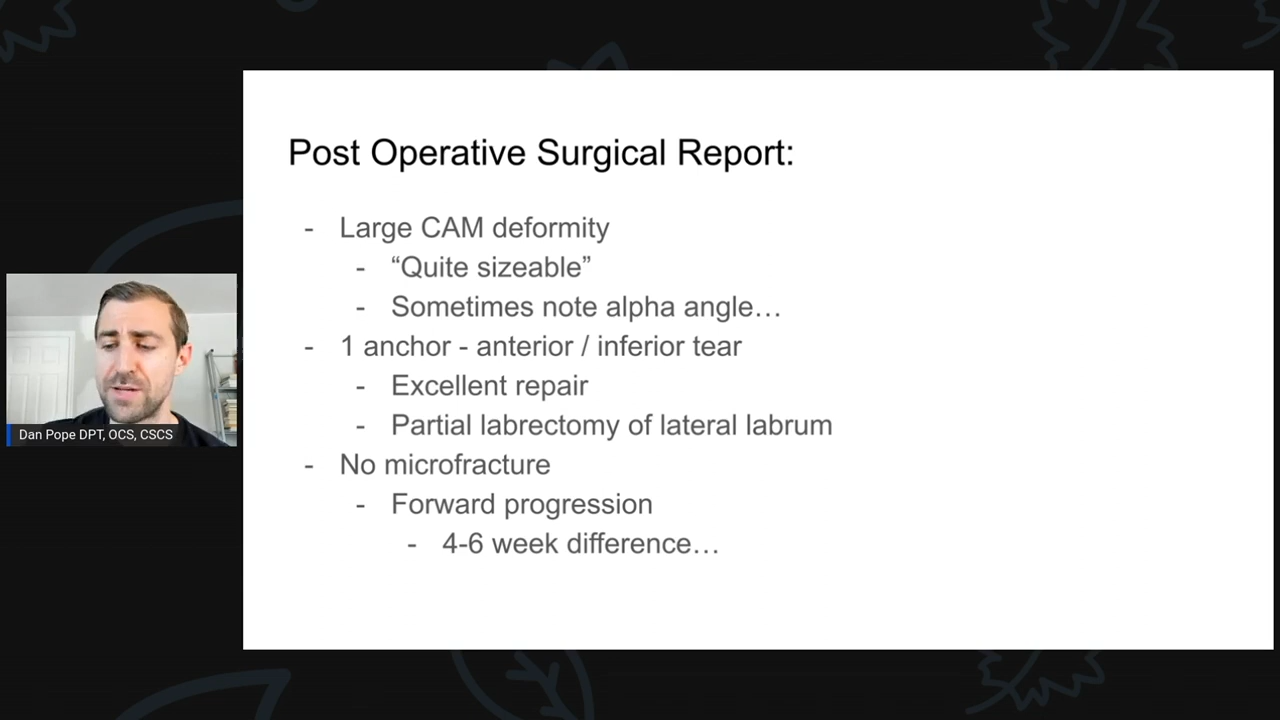 Post Operative Surgical Report:
- Large CAM deformity
- “Quite sizeable”
- Sometimes note alpha angle…
- 1 anchor - anterior / inferior tear
- Excellent repair
- Partial labrectomy of lateral labrum
- No microfracture
- Forward progression
- 4-6 week difference…
Dan Pope DPT, OCS, CSCS